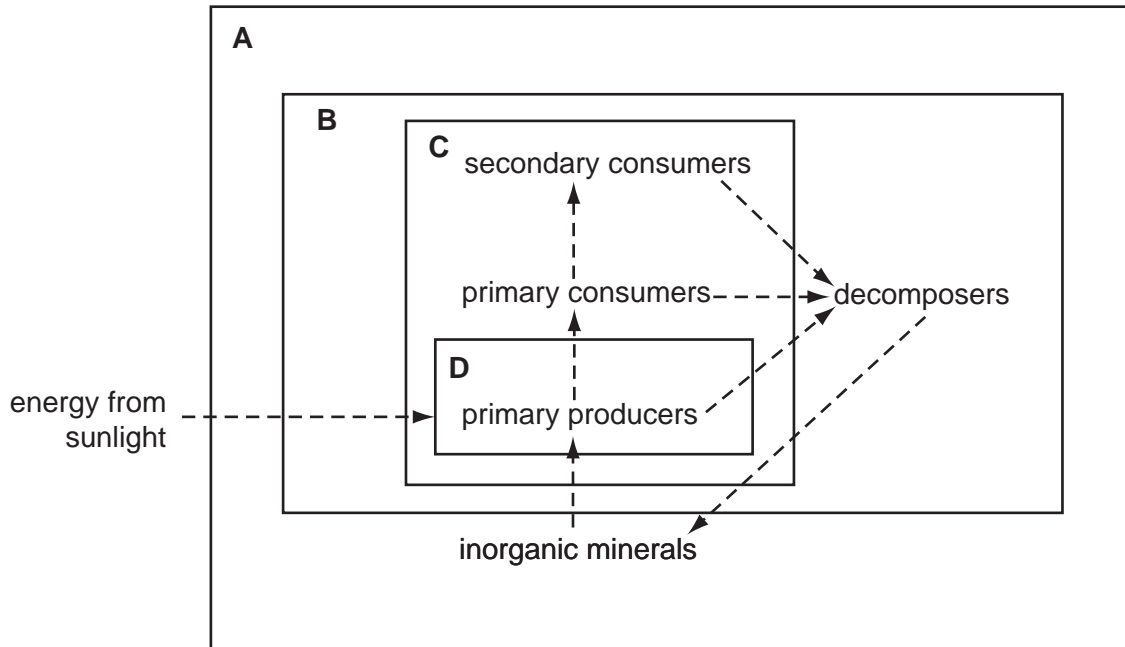 A
B
C
secondary consumers
primary consumers
decomposers
D
energy from
sunlight
primary producers
inorganic minerals